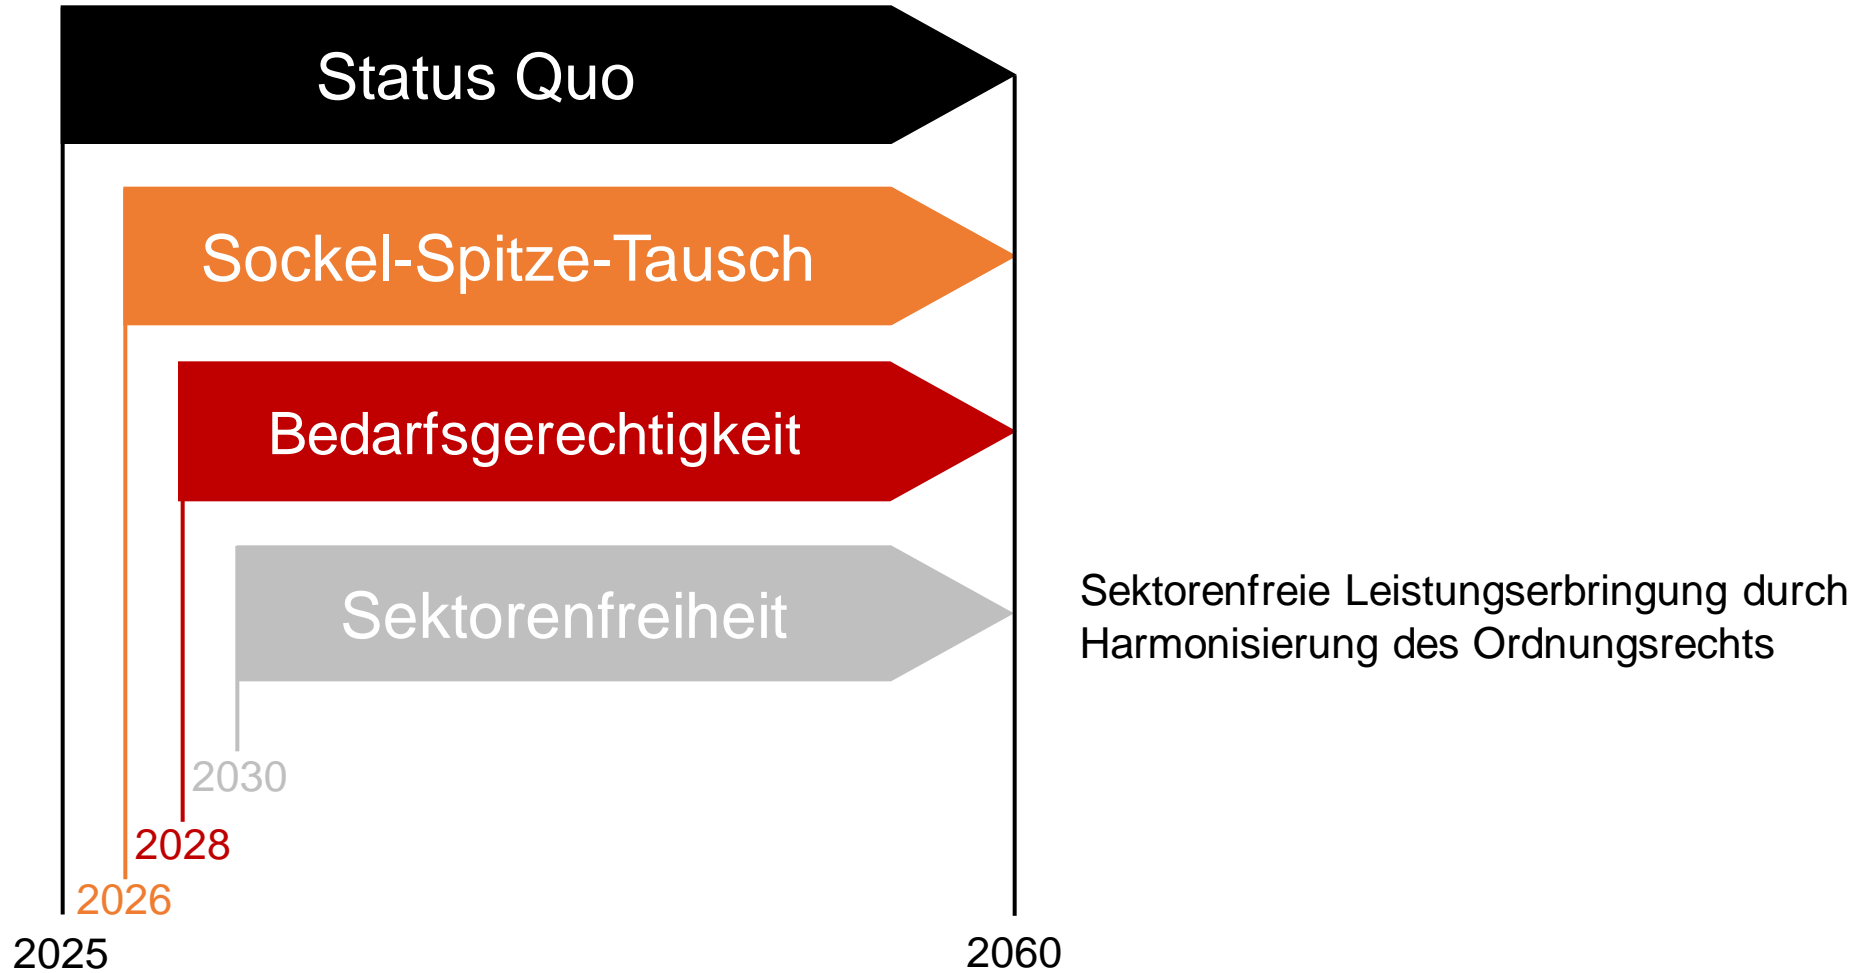 Status Quo
Sockel-Spitze-Tausch
Bedarfsgerechtigkeit
Sektorenfreiheit
Sektorenfreie Leistungserbringung durch
Harmonisierung des Ordnungsrechts
2030
2028
2026
2025
2060